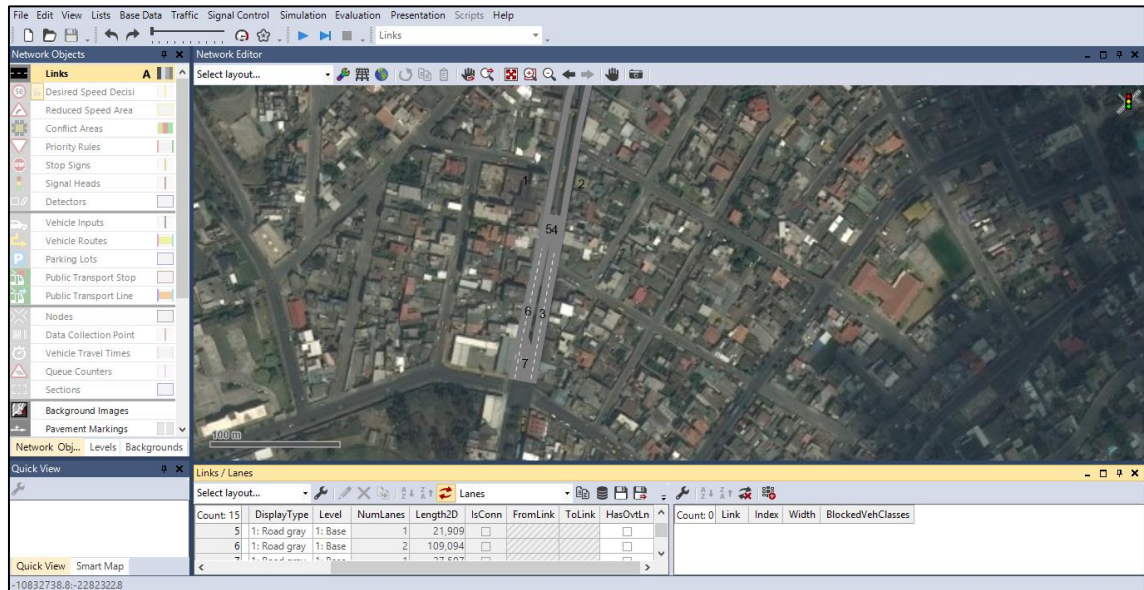 File Edit View Lists Base Data Traffic Signal Control Simulation Evaluation Presentation Scripts Help
Links
Network Objects
Network Editor
Links A
Select layout...
50 Desired Speed Decisi
Reduced Speed Area
Conflict Areas
Priority Rules
Stop Signs
Signal Heads
Detectors
Vehicle Inputs
Vehicle Routes
P Parking Lots
Public Transport Stop
Public Transport Line
Nodes
Data Collection Point
Vehicle Travel Times
Queue Counters
Sections
Background Images
Pavement Markings
Network Obj... Levels Backgrounds
1
2
54
6 3
7
100 m
Quick View
Quick View Smart Map
Links / Lanes
Select layout... Lanes
Count: 15 DisplayType Level NumLanes Length2D IsConn FromLink ToLink HasOvtLn
5 1: Road gray 1: Base 1 21,909
6 1: Road gray 1: Base 2 109,094
Count: 0 Link Index Width BlockedVehClasses
-10832738.8:-2282322.8